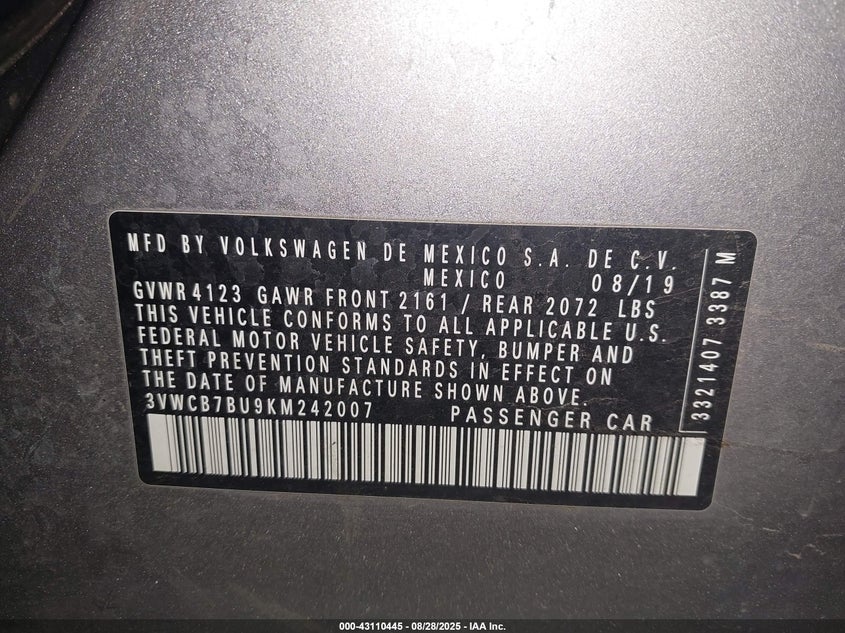 MFD BY VOLKSWAGEN DE MEXICO S.A. DE C.V.
MEXICO 08/19
GVWR 4123 GAWR FRONT 2161 / REAR 2072 LBS
THIS VEHICLE CONFORMS TO ALL APPLICABLE U.S.
FEDERAL MOTOR VEHICLE SAFETY, BUMPER AND
THEFT PREVENTION STANDARDS IN EFFECT ON
THE DATE OF MANUFACTURE SHOWN ABOVE.
3VWCB7BU9KM242007 PASSENGER CAR
3321407 3387 M
000-43110445 - 08/28/2025 - IAA Inc.